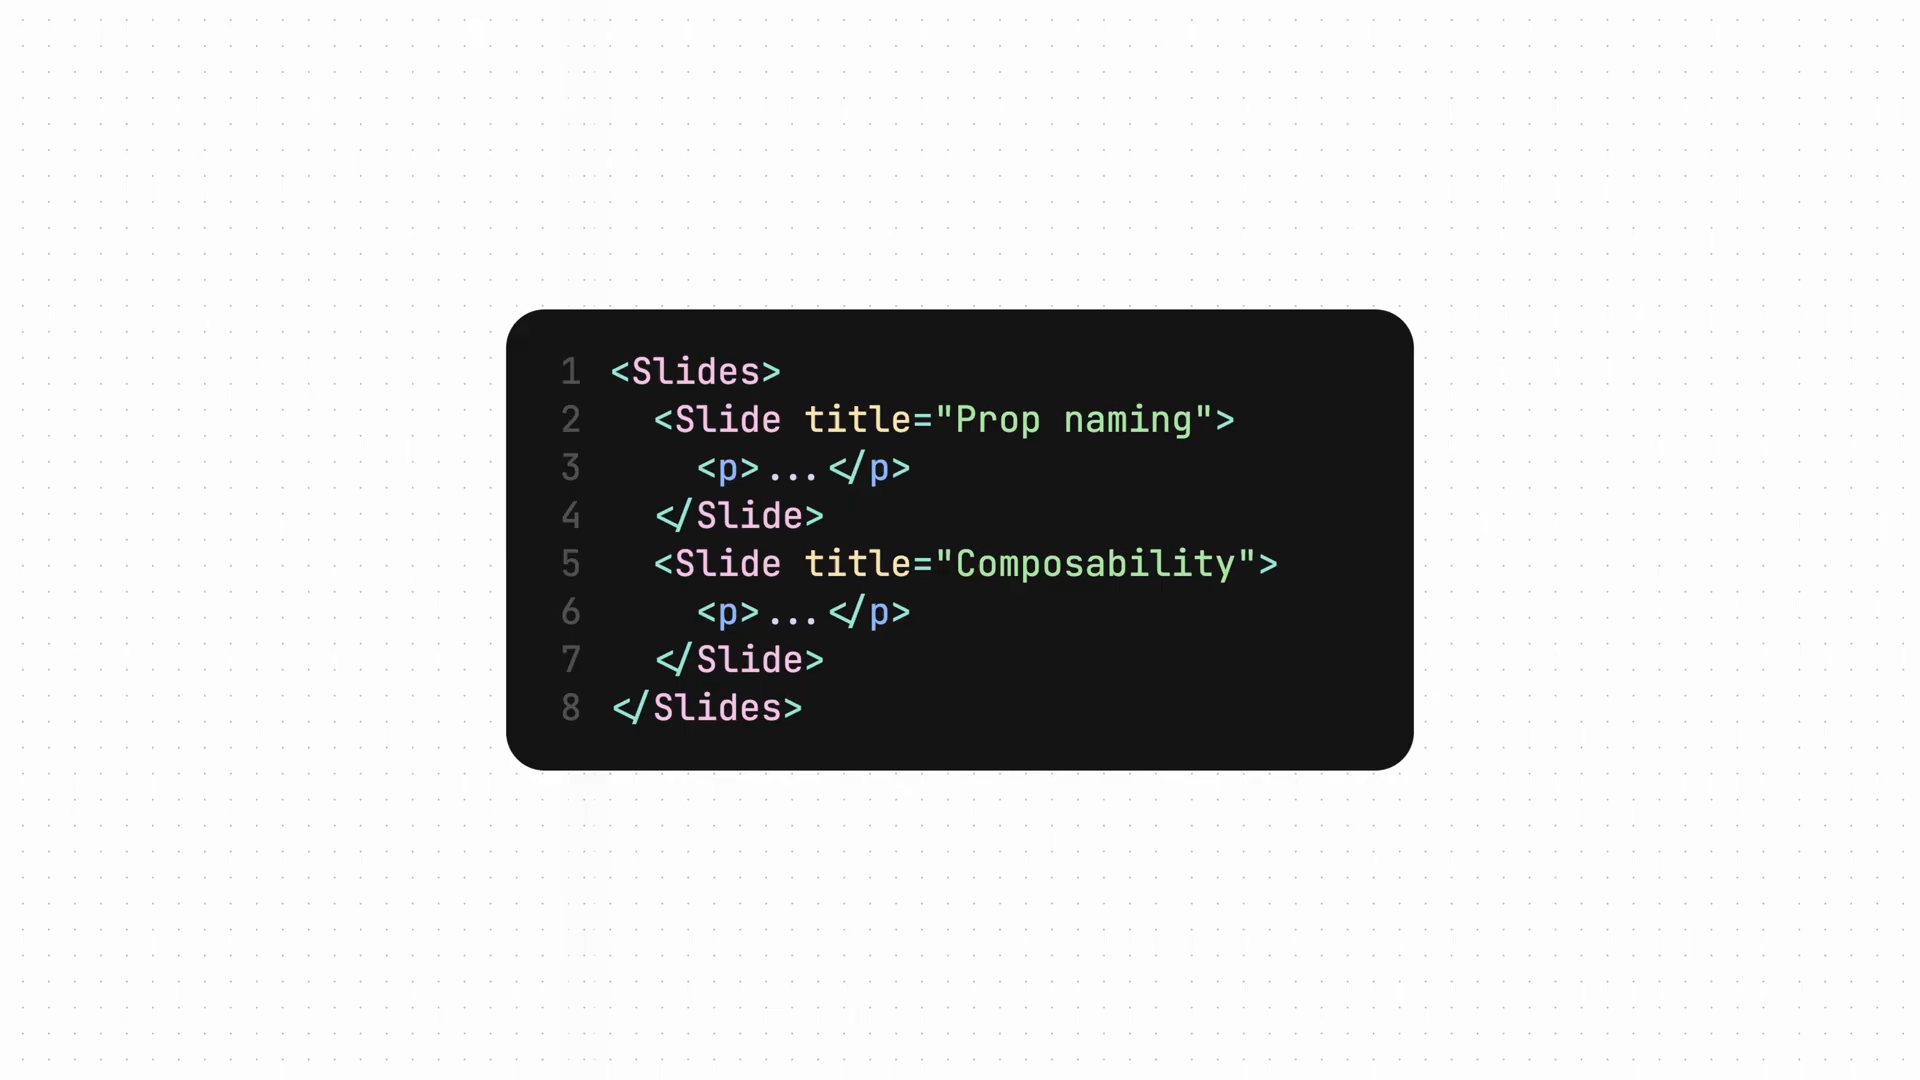 1 <Slides>
2   <Slide title="Prop naming">
3     <p>...</p>
4   </Slide>
5   <Slide title="Composability">
6     <p>...</p>
7   </Slide>
8 </Slides>